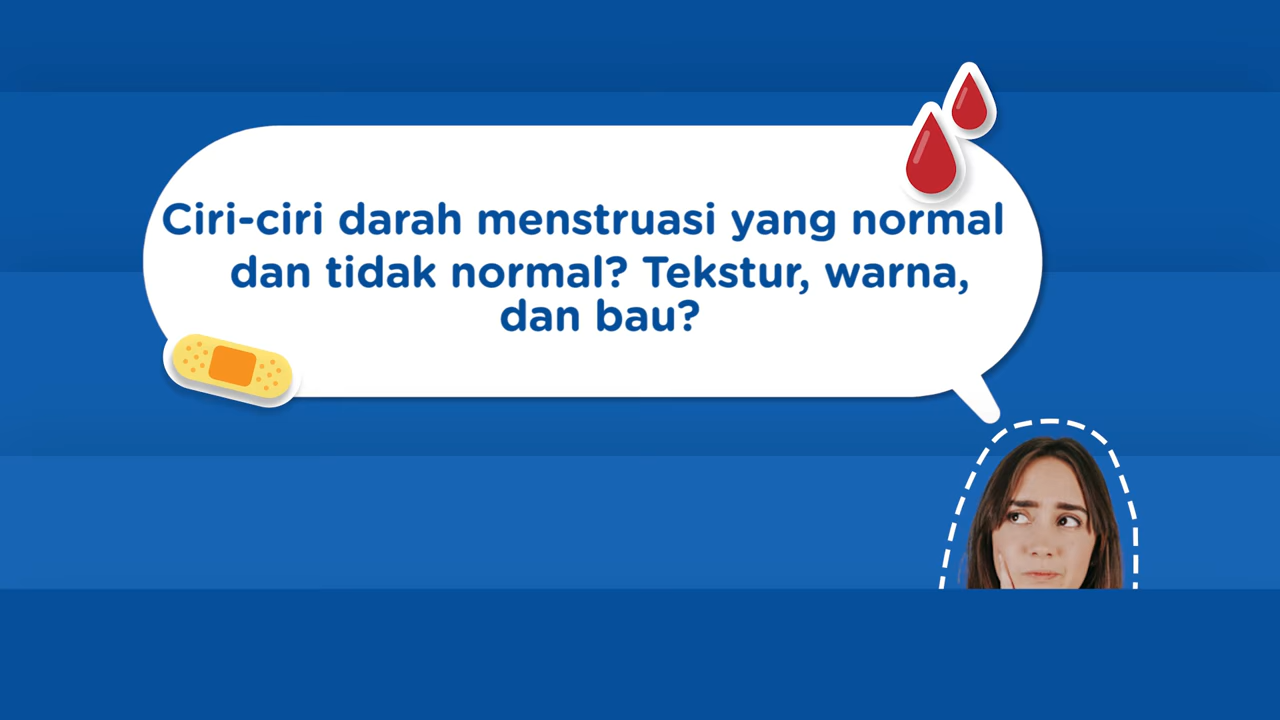 Ciri-ciri darah menstruasi yang normal
dan tidak normal? Tekstur, warna,
dan bau?